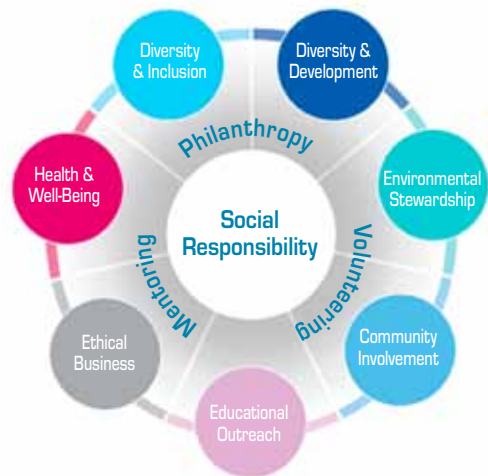 Diversity
& Inclusion
Diversity &
Development
Philanthropy
Health &
Well-Being
Environmental
Stewardship
Social
Responsibility
Mentoring
Volunteering
Ethical
Business
Community
Involvement
Educational
Outreach